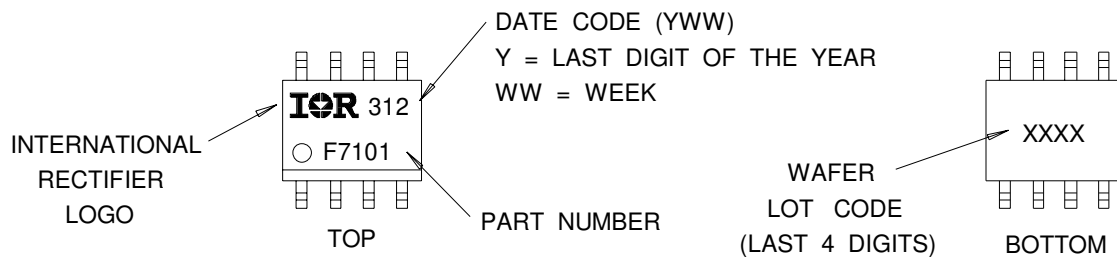 DATE CODE (YWW)
Y = LAST DIGIT OF THE YEAR
WW = WEEK
IOR 312
F7101
INTERNATIONAL
RECTIFIER
LOGO
PART NUMBER
TOP
XXXX
WAFER
LOT CODE
(LAST 4 DIGITS)
BOTTOM